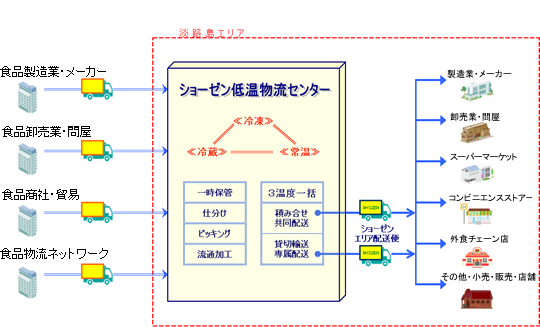 淡路島エリア
食品製造業・メーカー
食品卸売業・問屋
食品商社・貿易
食品物流ネットワーク
ショーゼン低温物流センター
≪冷凍≫
≪冷蔵≫
≪常温≫
一時保管
仕分け
ピッキング
流通加工
3温度一括
積み合せ
共同配送
貸切輸送
専属配送
SHOZEN
ショーゼン
エリア配送便
SHOZEN
製造業・メーカー
卸売業・問屋
スーパーマーケット
コンビニエンスストアー
外食チェーン店
その他・小売・販売・店舗